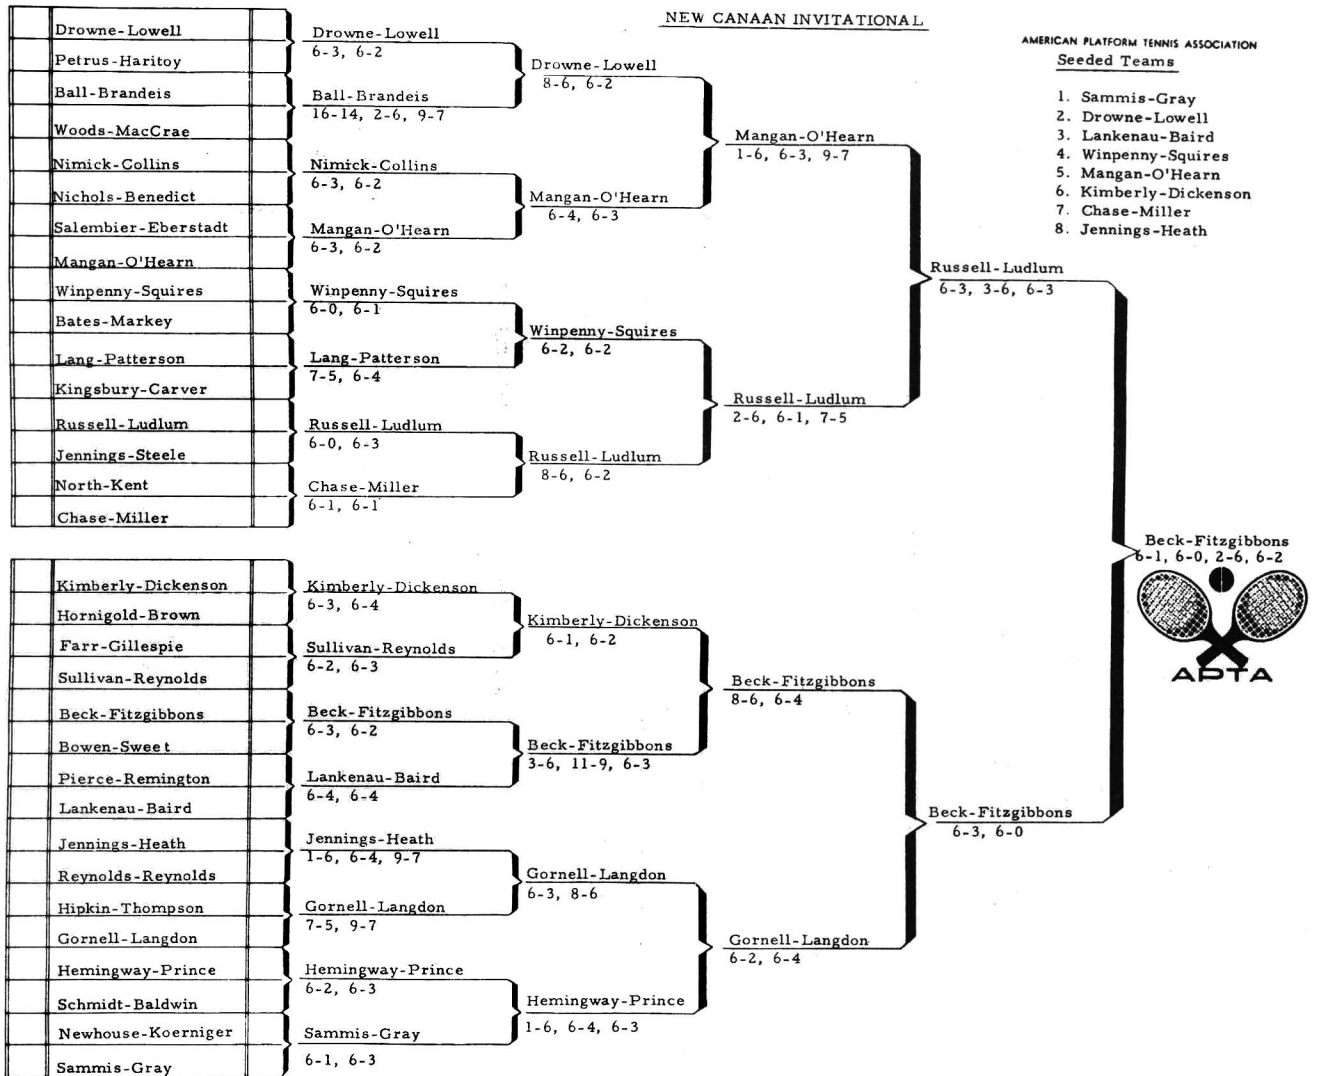 NEW CANAAN INVITATIONAL
AMERICAN PLATFORM TENNIS ASSOCIATION
Seeded Teams
1. Sammis-Gray
2. Drowne-Lowell
3. Lankenau-Baird
4. Winpenny-Squires
5. Mangan-O'Hearn
6. Kimberly-Dickenson
7. Chase-Miller
8. Jennings-Heath
Drowne-Lowell
Petrus-Haritoy
Ball-Brandeis
Woods-MacCrae
Nimick-Collins
Nichols-Benedict
Salembier-Eberstadt
Mangan-O'Hearn
Winpenny-Squires
Bates-Markey
Lang-Patterson
Kingsbury-Carver
Russell-Ludlum
Jennings-Steele
North-Kent
Chase-Miller
Kimberly-Dickenson
Hornigold-Brown
Farr-Gillespie
Sullivan-Reynolds
Beck-Fitzgibbons
Bowen-Sweet
Pierce-Remington
Lankenau-Baird
Jennings-Heath
Reynolds-Reynolds
Hipkin-Thompson
Gornell-Langdon
Hemingway-Prince
Schmidt-Baldwin
Newhouse-Koerniger
Sammis-Gray
Drowne-Lowell
6-3, 6-2
Ball-Brandeis
16-14, 2-6, 9-7
Nimick-Collins
6-3, 6-2
Mangan-O'Hearn
6-3, 6-2
Winpenny-Squires
6-0, 6-1
Lang-Patterson
7-5, 6-4
Russell-Ludlum
6-0, 6-3
Chase-Miller
6-1, 6-1
Kimberly-Dickenson
6-3, 6-4
Sullivan-Reynolds
6-2, 6-3
Beck-Fitzgibbons
6-3, 6-2
Lankenau-Baird
6-4, 6-4
Jennings-Heath
1-6, 6-4, 9-7
Gornell-Langdon
7-5, 9-7
Hemingway-Prince
6-2, 6-3
Sammis-Gray
6-1, 6-3
Drowne-Lowell
8-6, 6-2
Mangan-O'Hearn
6-4, 6-3
Winpenny-Squires
6-2, 6-2
Russell-Ludlum
8-6, 6-2
Kimberly-Dickenson
6-1, 6-2
Beck-Fitzgibbons
3-6, 11-9, 6-3
Gornell-Langdon
6-3, 8-6
Hemingway-Prince
1-6, 6-4, 6-3
Mangan-O'Hearn
1-6, 6-3, 9-7
Russell-Ludlum
2-6, 6-1, 7-5
Beck-Fitzgibbons
8-6, 6-4
Gornell-Langdon
6-2, 6-4
Russell-Ludlum
6-3, 3-6, 6-3
Beck-Fitzgibbons
6-3, 6-0
Beck-Fitzgibbons
6-1, 6-0, 2-6, 6-2
APTA